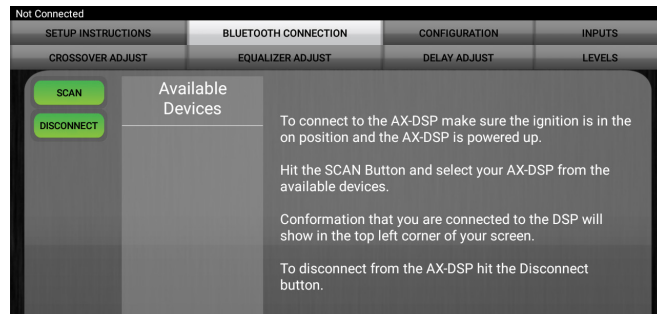 Not Connected
SETUP INSTRUCTIONS BLUETOOTH CONNECTION CONFIGURATION INPUTS
CROSSOVER ADJUST EQUALIZER ADJUST DELAY ADJUST LEVELS
SCAN
DISCONNECT
Available
Devices
To connect to the AX-DSP make sure the ignition is in the
on position and the AX-DSP is powered up.
Hit the SCAN Button and select your AX-DSP from the
available devices.
Conformation that you are connected to the DSP will
show in the top left corner of your screen.
To disconnect from the AX-DSP hit the Disconnect
button.